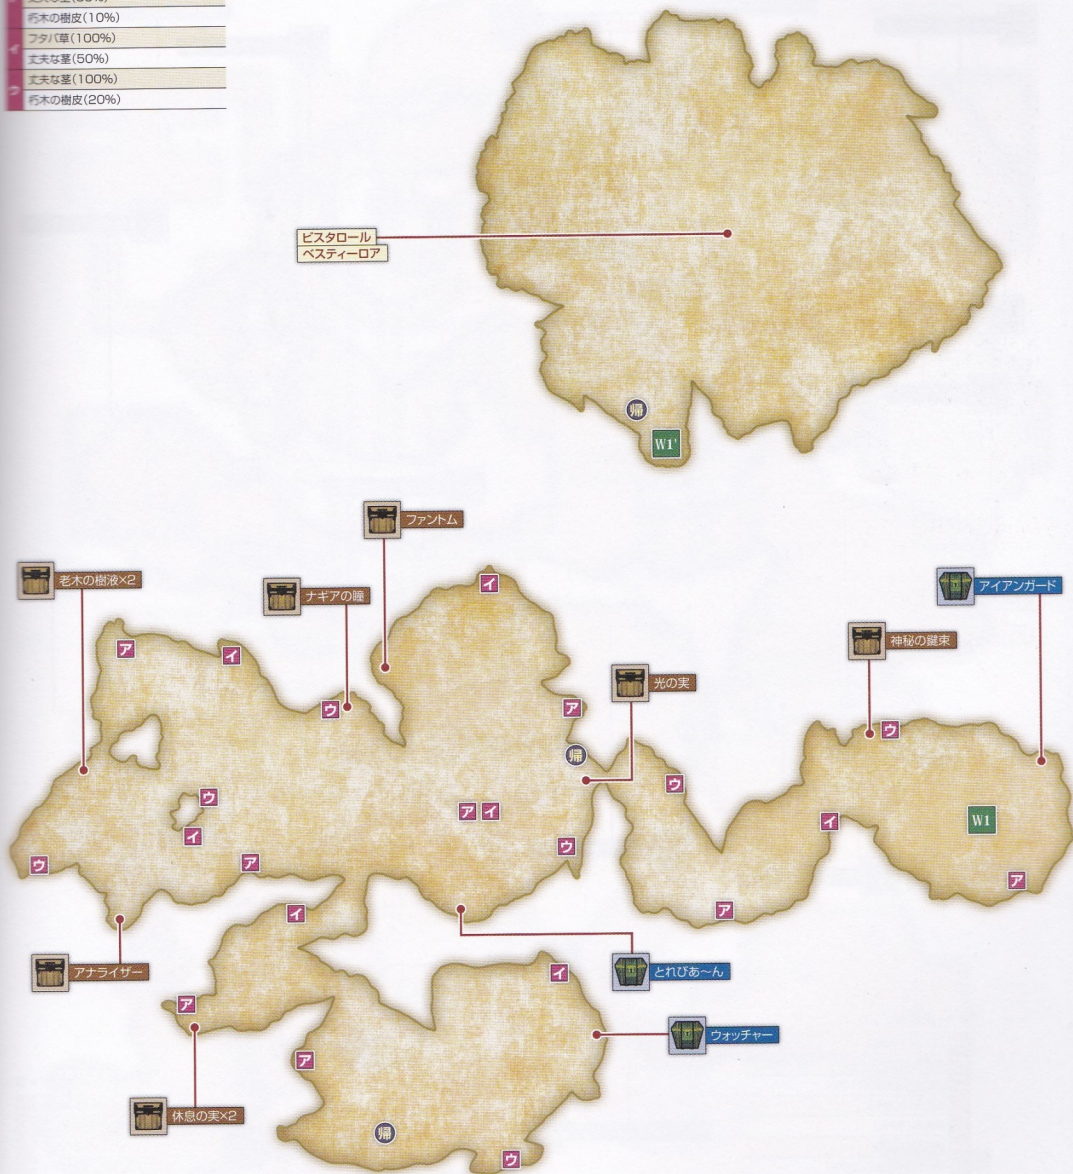 朽木の樹皮(10%)
イ
フタバ草(100%)
丈夫な茎(50%)
ウ
丈夫な茎(100%)
朽木の樹皮(20%)
ビスタロール
ベスティーロア
帰
W1'
ファントム
老木の樹液×2
ナギアの瞳
イ
アイアンガード
神秘の鍵束
ア
イ
光の実
ウ
ア
ウ
帰
ウ
ウ
ア イ
W1
イ
イ
ウ
ウ
ア
ア
ア
イ
アナライザー
とれびあ~ん
イ
ア
ウォッチャー
ア
休息の実×2
帰
ウ